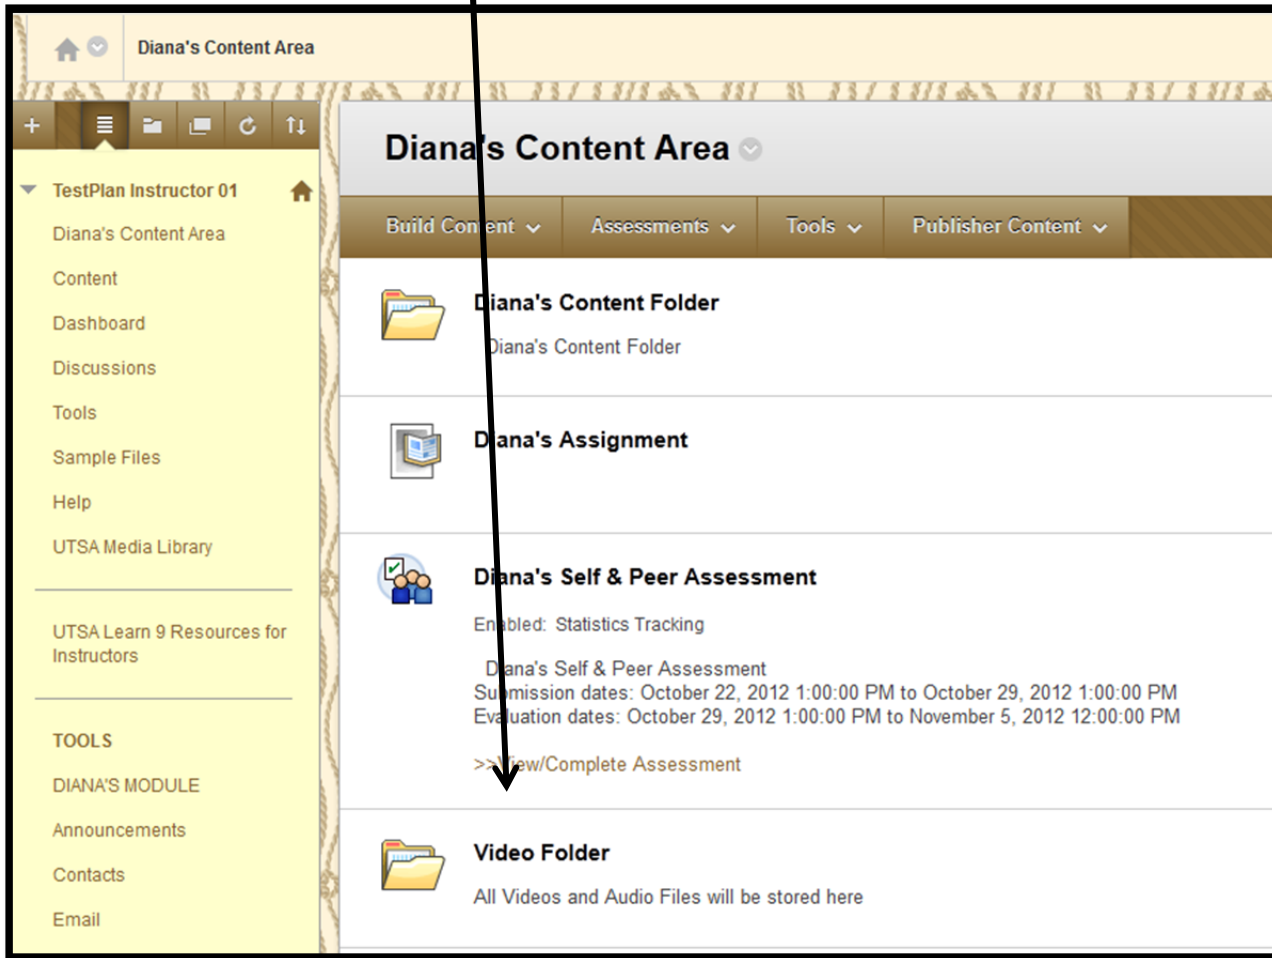 Diana's Content Area
TestPlan Instructor 01
Diana's Content Area
Content
Dashboard
Discussions
Tools
Sample Files
Help
UTSA Media Library
UTSA Learn 9 Resources for
Instructors
TOOLS
DIANA'S MODULE
Announcements
Contacts
Email
Diana's Content Area
Build Content
Assessments
Tools
Publisher Content
Diana's Content Folder
Diana's Content Folder
Diana's Assignment
Diana's Self & Peer Assessment
Enabled: Statistics Tracking
Diana's Self & Peer Assessment
Submission dates: October 22, 2012 1:00:00 PM to October 29, 2012 1:00:00 PM
Evaluation dates: October 29, 2012 1:00:00 PM to November 5, 2012 12:00:00 PM
>>View/Complete Assessment
Video Folder
All Videos and Audio Files will be stored here